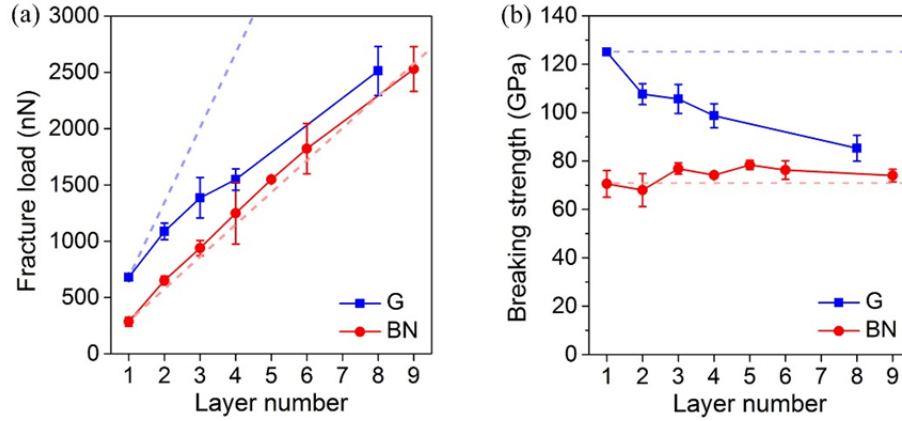 (a)
Fracture load (nN)
3000
2500
2000
1500
1000
500
0
G
BN
1 2 3 4 5 6 7 8 9
Layer number
(b)
Breaking strength (GPa)
140
120
100
80
60
40
20
0
G
BN
1 2 3 4 5 6 7 8 9
Layer number